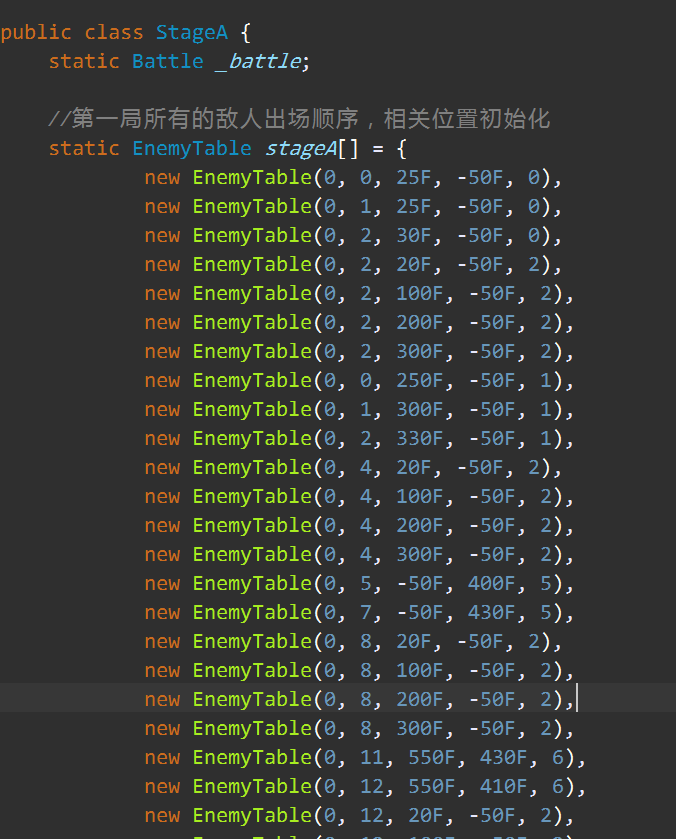 public class StageA {
static Battle _battle;
//第一局所有的敌人出场顺序，相关位置初始化
static EnemyTable stageA[] = {
new EnemyTable(0, 0, 25F, -50F, 0),
new EnemyTable(0, 1, 25F, -50F, 0),
new EnemyTable(0, 2, 30F, -50F, 0),
new EnemyTable(0, 2, 20F, -50F, 2),
new EnemyTable(0, 2, 100F, -50F, 2),
new EnemyTable(0, 2, 200F, -50F, 2),
new EnemyTable(0, 2, 300F, -50F, 2),
new EnemyTable(0, 0, 250F, -50F, 1),
new EnemyTable(0, 1, 300F, -50F, 1),
new EnemyTable(0, 2, 330F, -50F, 1),
new EnemyTable(0, 4, 20F, -50F, 2),
new EnemyTable(0, 4, 100F, -50F, 2),
new EnemyTable(0, 4, 200F, -50F, 2),
new EnemyTable(0, 4, 300F, -50F, 2),
new EnemyTable(0, 5, -50F, 400F, 5),
new EnemyTable(0, 7, -50F, 430F, 5),
new EnemyTable(0, 8, 20F, -50F, 2),
new EnemyTable(0, 8, 100F, -50F, 2),
new EnemyTable(0, 8, 200F, -50F, 2),
new EnemyTable(0, 8, 300F, -50F, 2),
new EnemyTable(0, 11, 550F, 430F, 6),
new EnemyTable(0, 12, 550F, 410F, 6),
new EnemyTable(0, 12, 20F, -50F, 2),